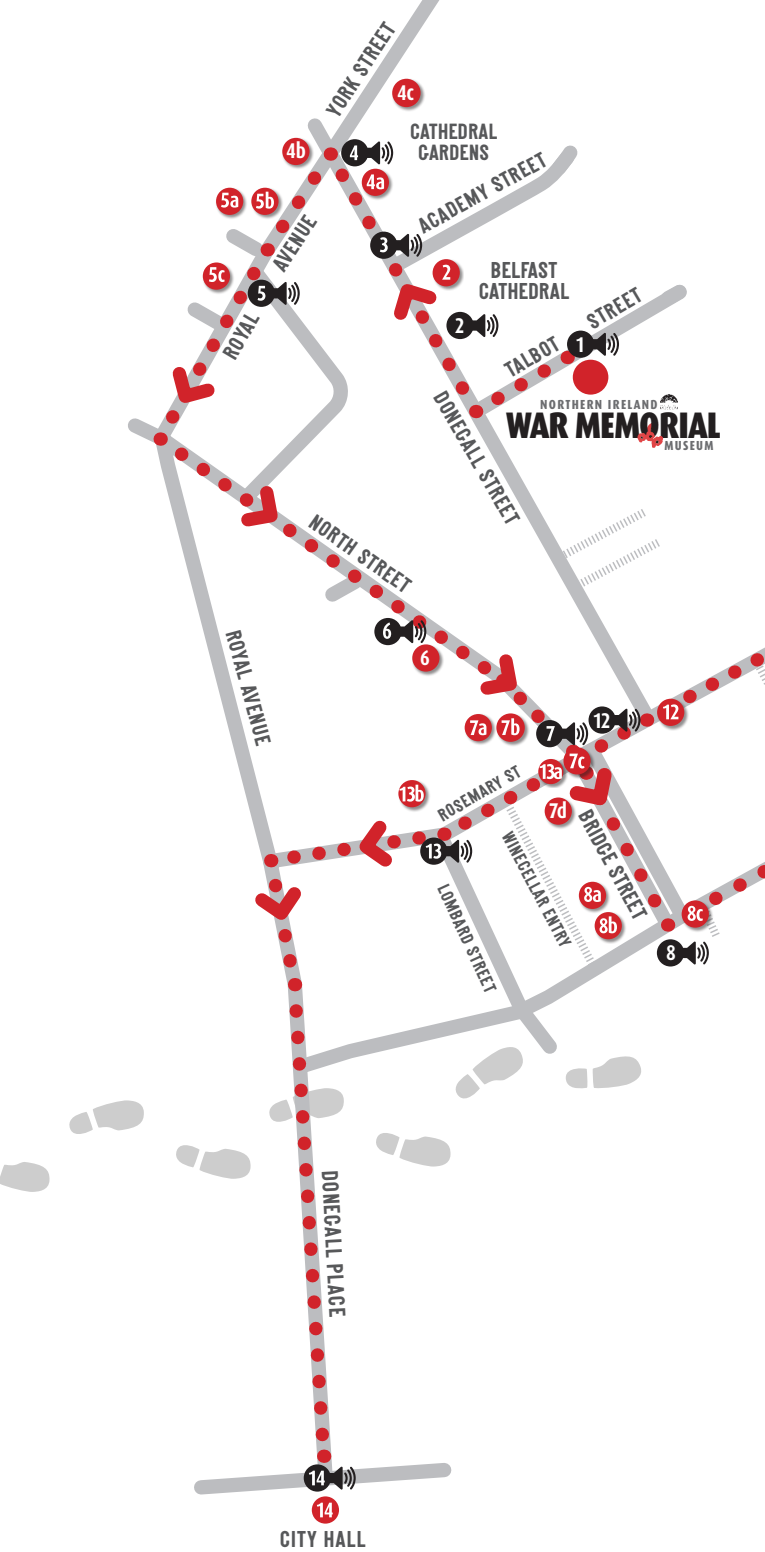 YORK STREET
4c
CATHEDRAL
GARDENS
4b
4
4a
ACADEMY STREET
5a
5b
3
ROYAL AVENUE
5c
5
2
BELFAST
CATHEDRAL
2
TALBOT STREET
1
NORTHERN IRELAND
WAR MEMORIAL
MUSEUM
DONEGALL STREET
NORTH STREET
6
6
ROYAL AVENUE
7a
7b
7
12
12
7c
13a
13b
ROSEMARY ST
7d
13
BRIDGE STREET
WINECELLAR ENTRY
LOMBARD STREET
8a
8b
8c
8
DONEGALL PLACE
14
14
CITY HALL